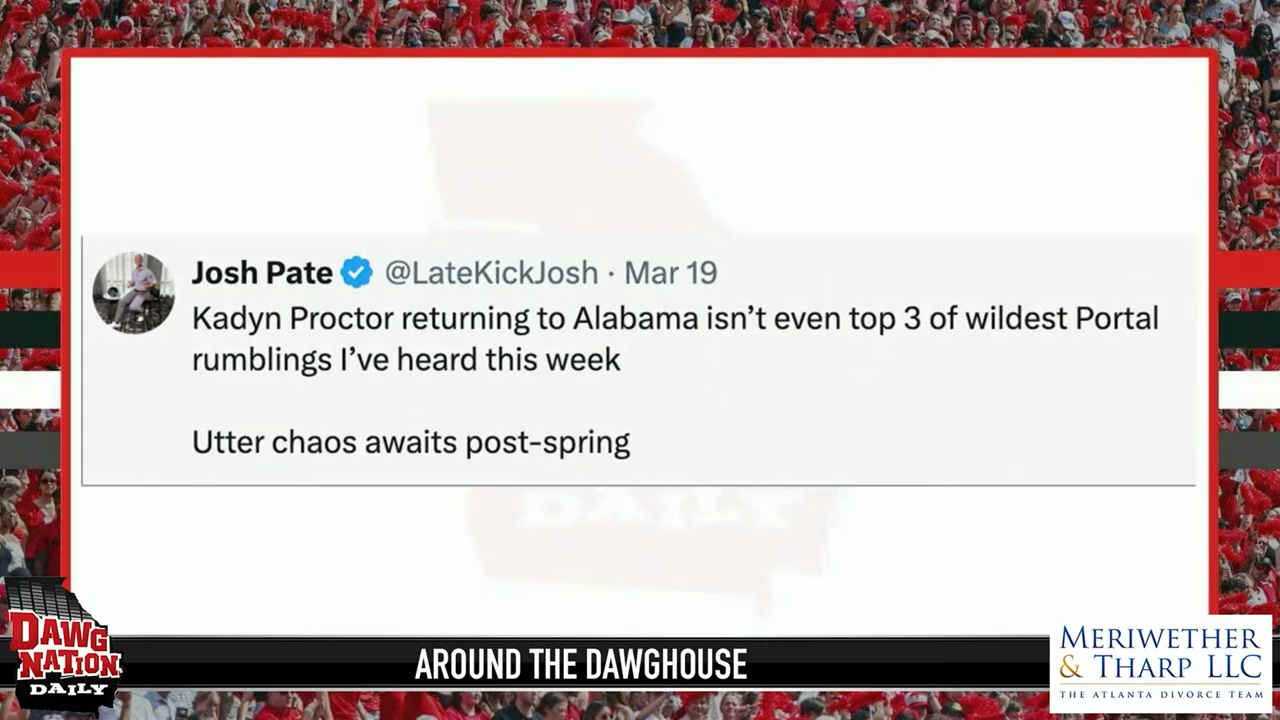 Josh Pate @LateKickJosh · Mar 19
Kadyn Proctor returning to Alabama isn’t even top 3 of wildest Portal
rumblings I’ve heard this week
Utter chaos awaits post-spring
DAILY
DAWG
NATION
DAILY
AROUND THE DAWGHOUSE
MERIWETHER
& THARP LLC
THE ATLANTA DIVORCE TEAM